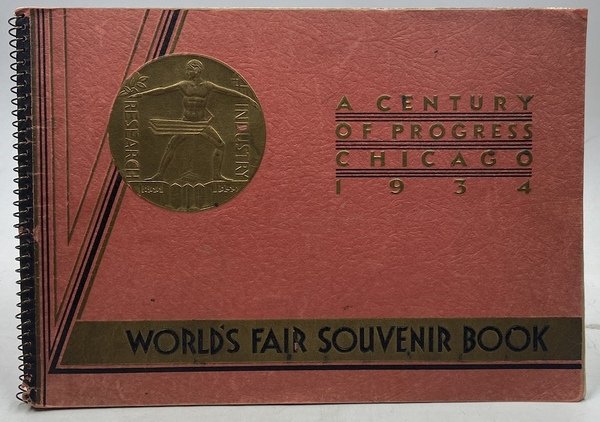 RESEARCH
INDUSTRY
1833 1933
A CENTURY
OF PROGRESS
CHICAGO
1934
WORLD'S FAIR SOUVENIR BOOK